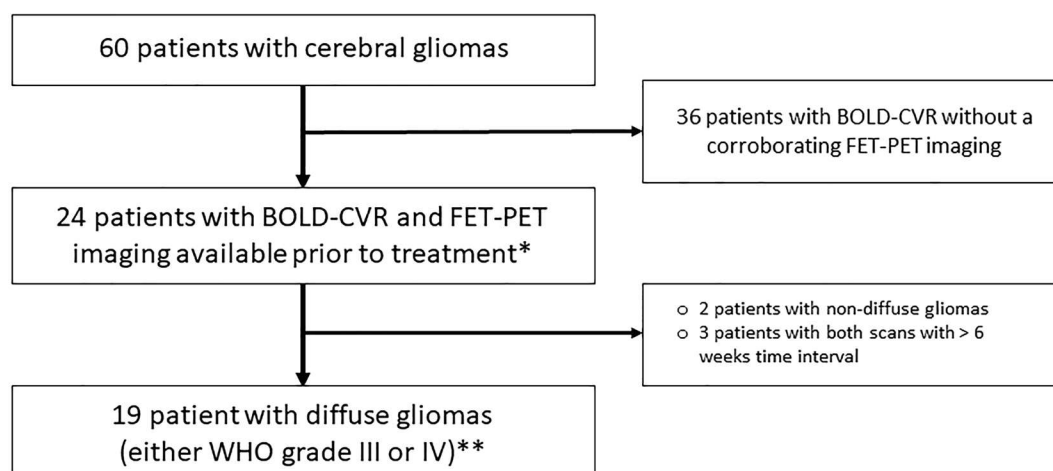 60 patients with cerebral gliomas
36 patients with BOLD-CVR without a
corroborating FET-PET imaging
24 patients with BOLD-CVR and FET-PET
imaging available prior to treatment*
o 2 patients with non-diffuse gliomas
o 3 patients with both scans with > 6
weeks time interval
19 patient with diffuse gliomas
(either WHO grade III or IV)**